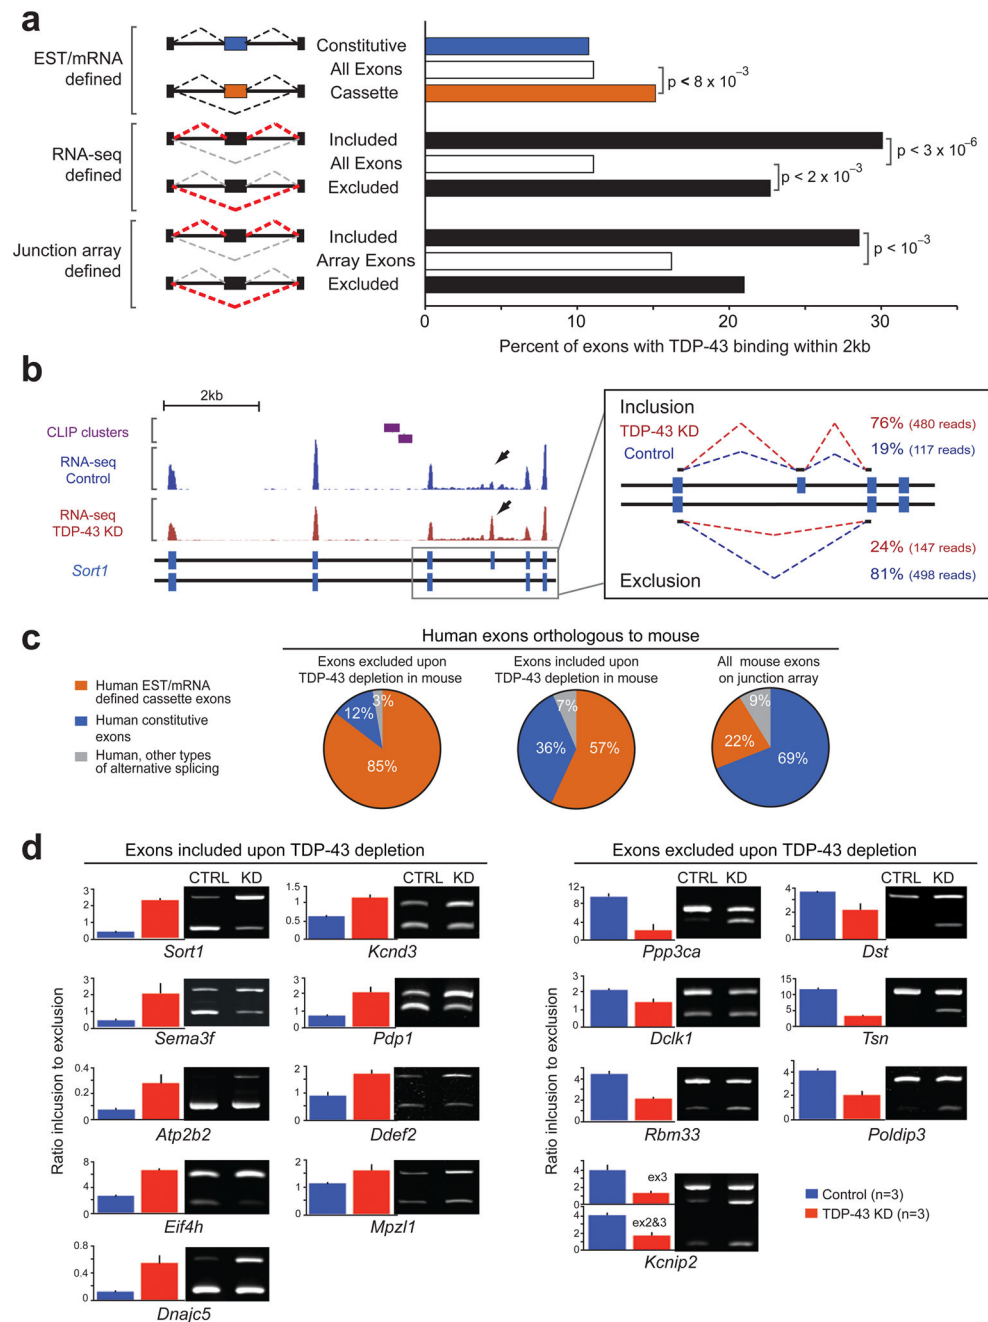 a
EST/mRNA
defined
Constitutive
All Exons
Cassette
p < 8 x 10⁻³
RNA-seq
defined
Included
All Exons
Excluded
p < 3 x 10⁻⁶
p < 2 x 10⁻³
Junction array
defined
Included
Array Exons
Excluded
p < 10⁻³
0 10 20 30
Percent of exons with TDP-43 binding within 2kb
b
2kb
CLIP clusters
RNA-seq
Control
RNA-seq
TDP-43 KD
Sort1
Inclusion
TDP-43 KD
Control
76% (480 reads)
19% (117 reads)
24% (147 reads)
81% (498 reads)
Exclusion
c
Human exons orthologous to mouse
Human EST/mRNA
defined cassette exons
Human constitutive
exons
Human, other types
of alternative splicing
Exons excluded upon
TDP-43 depletion in mouse
3%
12%
85%
Exons included upon
TDP-43 depletion in mouse
7%
36%
57%
All mouse exons
on junction array
9%
22%
69%
d
Exons included upon TDP-43 depletion
Exons excluded upon TDP-43 depletion
Ratio inlcusion to exclusion
CTRL KD
3
2
1
0
Sort1
CTRL KD
1.5
1
0.5
0
Kcnd3
2
1
0
Sema3f
2
1
0
Pdp1
0.4
0.2
0
Atp2b2
2
1
0
Ddef2
8
4
0
Eif4h
2
1
0
Mpzl1
0.8
0.4
0
Dnajc5
Ratio inlcusion to exclusion
CTRL KD
12
8
4
0
Ppp3ca
CTRL KD
4
2
0
Dst
3
2
1
0
Dclk1
15
10
5
0
Tsn
4
2
0
Rbm33
4
2
0
Poldip3
4
2
0
ex3
4
2
0
ex2&3
Kcnip2
Control (n=3)
TDP-43 KD (n=3)